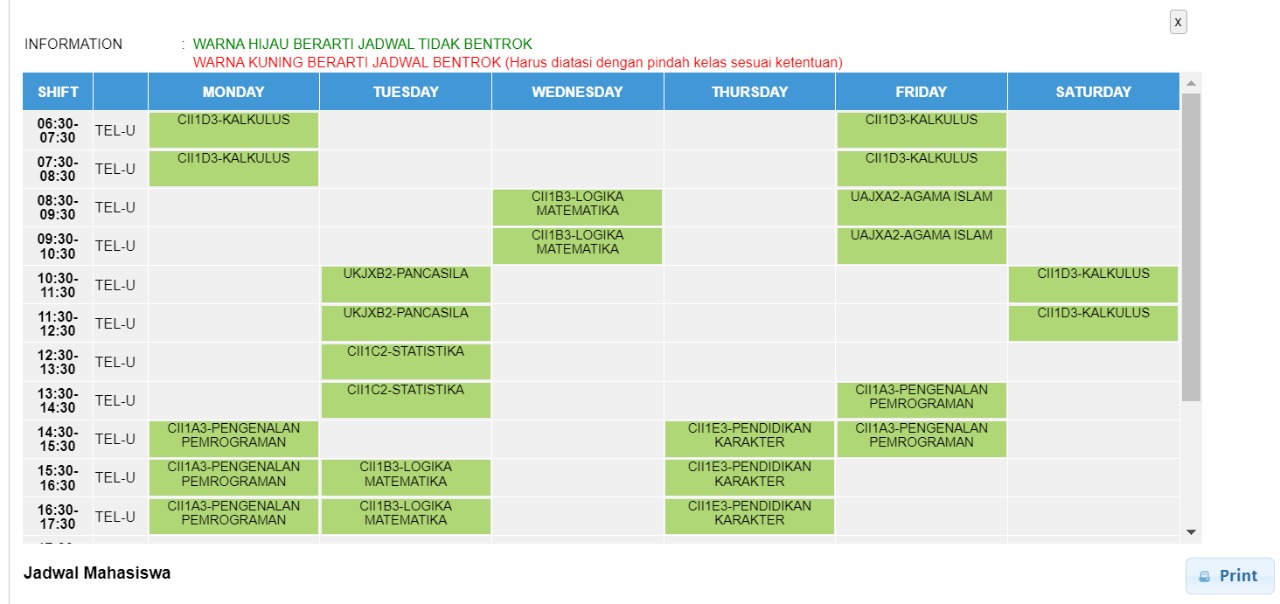 x
INFORMATION : WARNA HIJAU BERARTI JADWAL TIDAK BENTROK
WARNA KUNING BERARTI JADWAL BENTROK (Harus diatasi dengan pindah kelas sesuai ketentuan)
SHIFT MONDAY TUESDAY WEDNESDAY THURSDAY FRIDAY SATURDAY
06:30- TEL-U CII1D3-KALKULUS CII1D3-KALKULUS
07:30
07:30- TEL-U CII1D3-KALKULUS CII1D3-KALKULUS
08:30
08:30- TEL-U CII1B3-LOGIKA UAJXA2-AGAMA ISLAM
09:30 MATEMATIKA
09:30- TEL-U CII1B3-LOGIKA UAJXA2-AGAMA ISLAM
10:30 MATEMATIKA
10:30- TEL-U UKJXB2-PANCASILA CII1D3-KALKULUS
11:30
11:30- TEL-U UKJXB2-PANCASILA CII1D3-KALKULUS
12:30
12:30- TEL-U CII1C2-STATISTIKA
13:30
13:30- TEL-U CII1C2-STATISTIKA CII1A3-PENGENALAN
14:30 PEMROGRAMAN
14:30- TEL-U CII1A3-PENGENALAN CII1E3-PENDIDIKAN CII1A3-PENGENALAN
15:30 PEMROGRAMAN KARAKTER PEMROGRAMAN
15:30- TEL-U CII1A3-PENGENALAN CII1B3-LOGIKA CII1E3-PENDIDIKAN
16:30 PEMROGRAMAN MATEMATIKA KARAKTER
16:30- TEL-U CII1A3-PENGENALAN CII1B3-LOGIKA CII1E3-PENDIDIKAN
17:30 PEMROGRAMAN MATEMATIKA KARAKTER
Jadwal Mahasiswa
Print